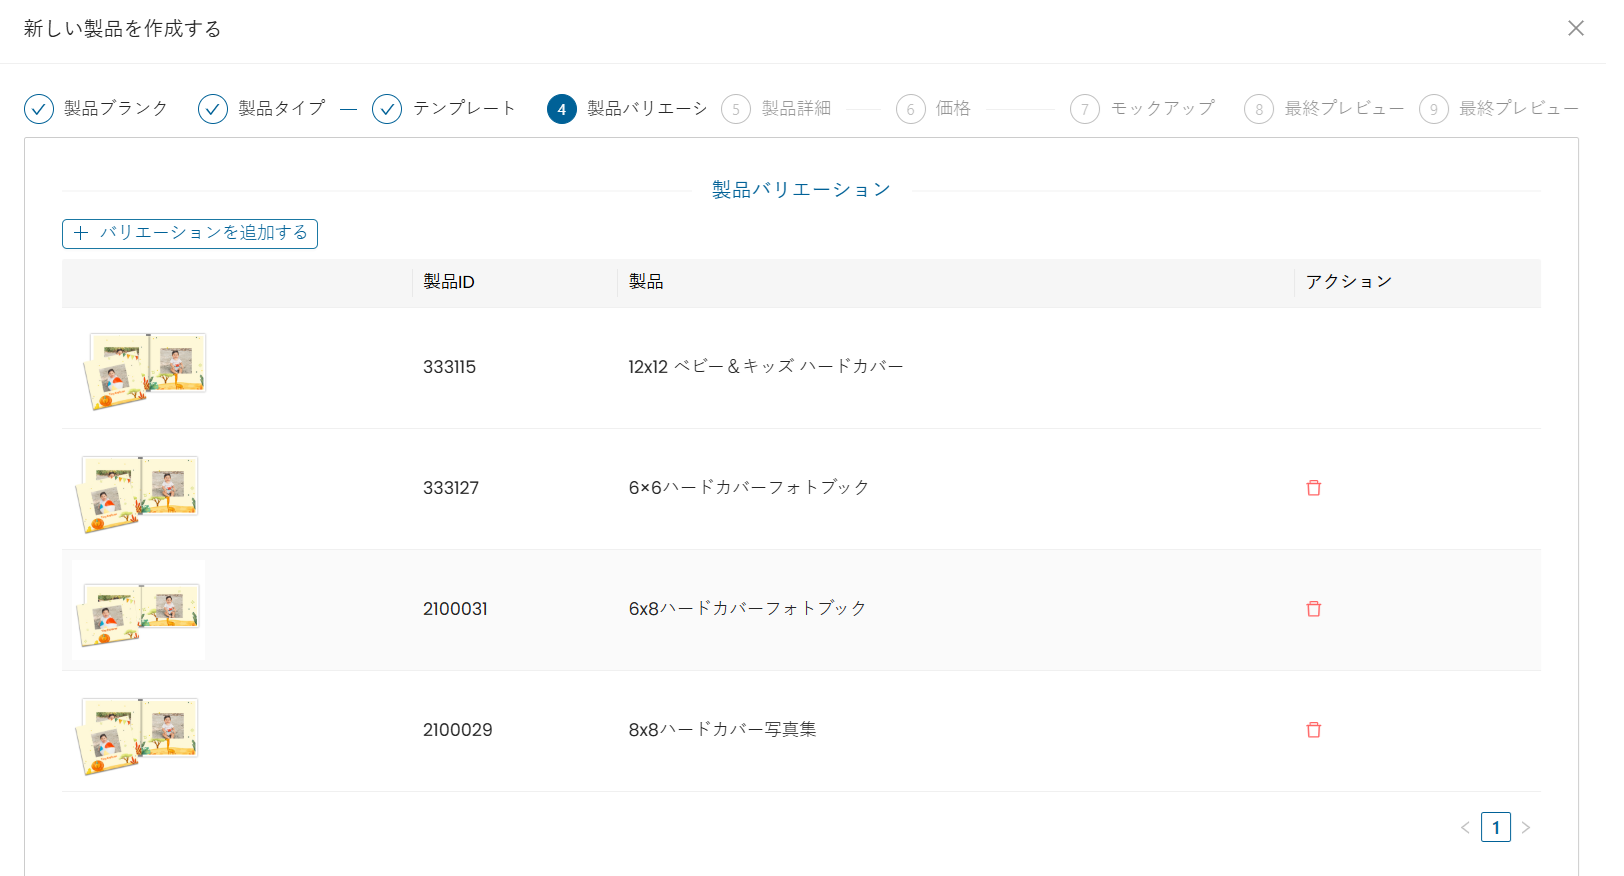 新しい製品を作成する
製品ブランク 製品タイプ テンプレート 4 製品バリエーシ 5 製品詳細 6 価格 7 モックアップ 8 最終プレビュー 9 最終プレビュー
製品バリエーション
バリエーションを追加する
製品ID 製品 アクション
333115 12x12 ベビー＆キッズ ハードカバー
333127 6×6ハードカバーフォトブック
2100031 6x8ハードカバーフォトブック
2100029 8x8ハードカバー写真集
1